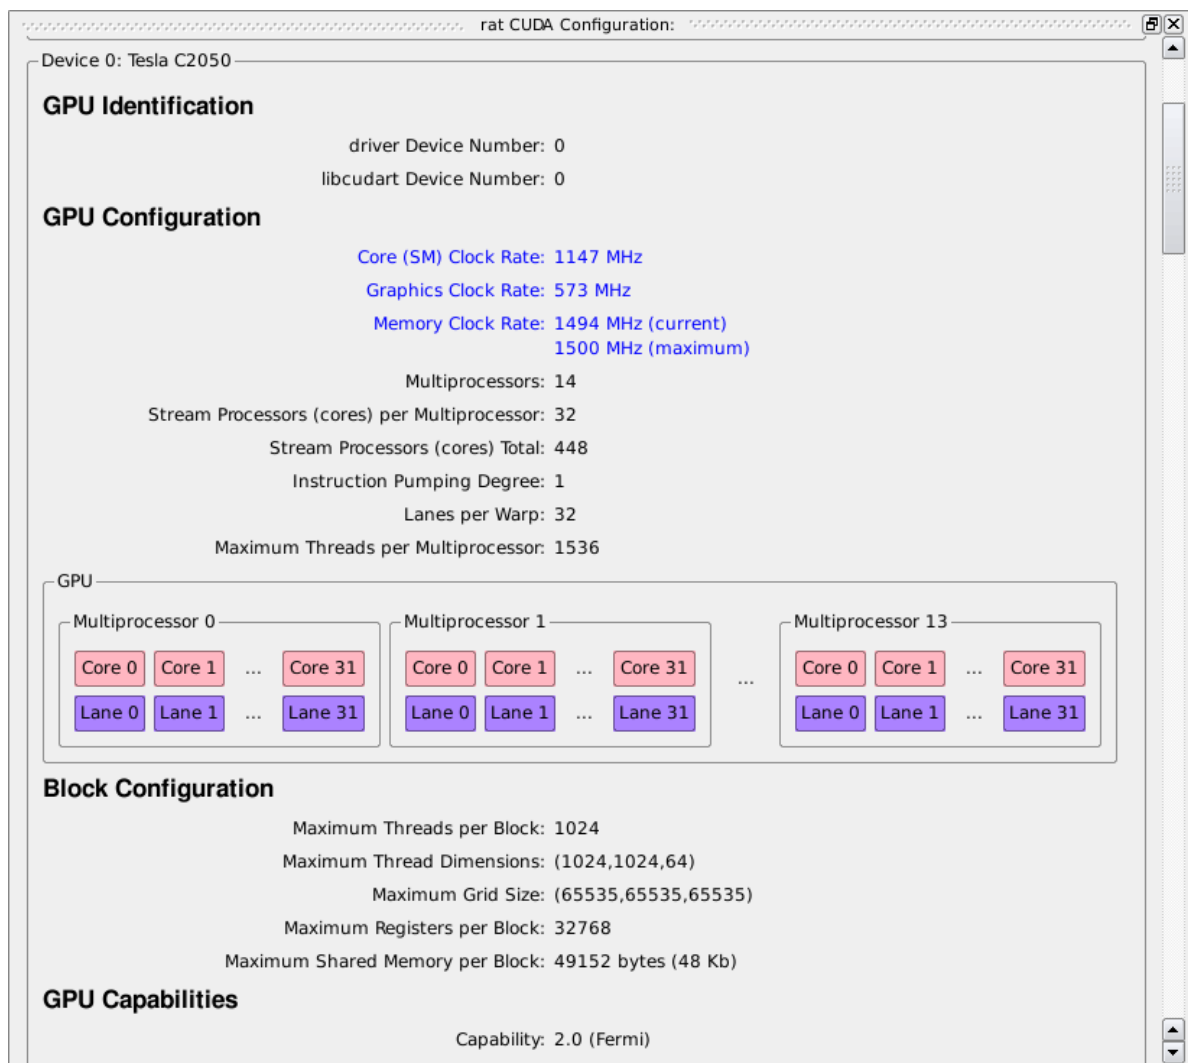 rat CUDA Configuration:
Device 0: Tesla C2050
GPU Identification
driver Device Number: 0
libcudart Device Number: 0
GPU Configuration
Core (SM) Clock Rate: 1147 MHz
Graphics Clock Rate: 573 MHz
Memory Clock Rate: 1494 MHz (current)
1500 MHz (maximum)
Multiprocessors: 14
Stream Processors (cores) per Multiprocessor: 32
Stream Processors (cores) Total: 448
Instruction Pumping Degree: 1
Lanes per Warp: 32
Maximum Threads per Multiprocessor: 1536
GPU
Multiprocessor 0 Multiprocessor 1 Multiprocessor 13
Core 0 Core 1 ... Core 31 Core 0 Core 1 ... Core 31 ... Core 0 Core 1 ... Core 31
Lane 0 Lane 1 ... Lane 31 Lane 0 Lane 1 ... Lane 31 Lane 0 Lane 1 ... Lane 31
Block Configuration
Maximum Threads per Block: 1024
Maximum Thread Dimensions: (1024,1024,64)
Maximum Grid Size: (65535,65535,65535)
Maximum Registers per Block: 32768
Maximum Shared Memory per Block: 49152 bytes (48 Kb)
GPU Capabilities
Capability: 2.0 (Fermi)